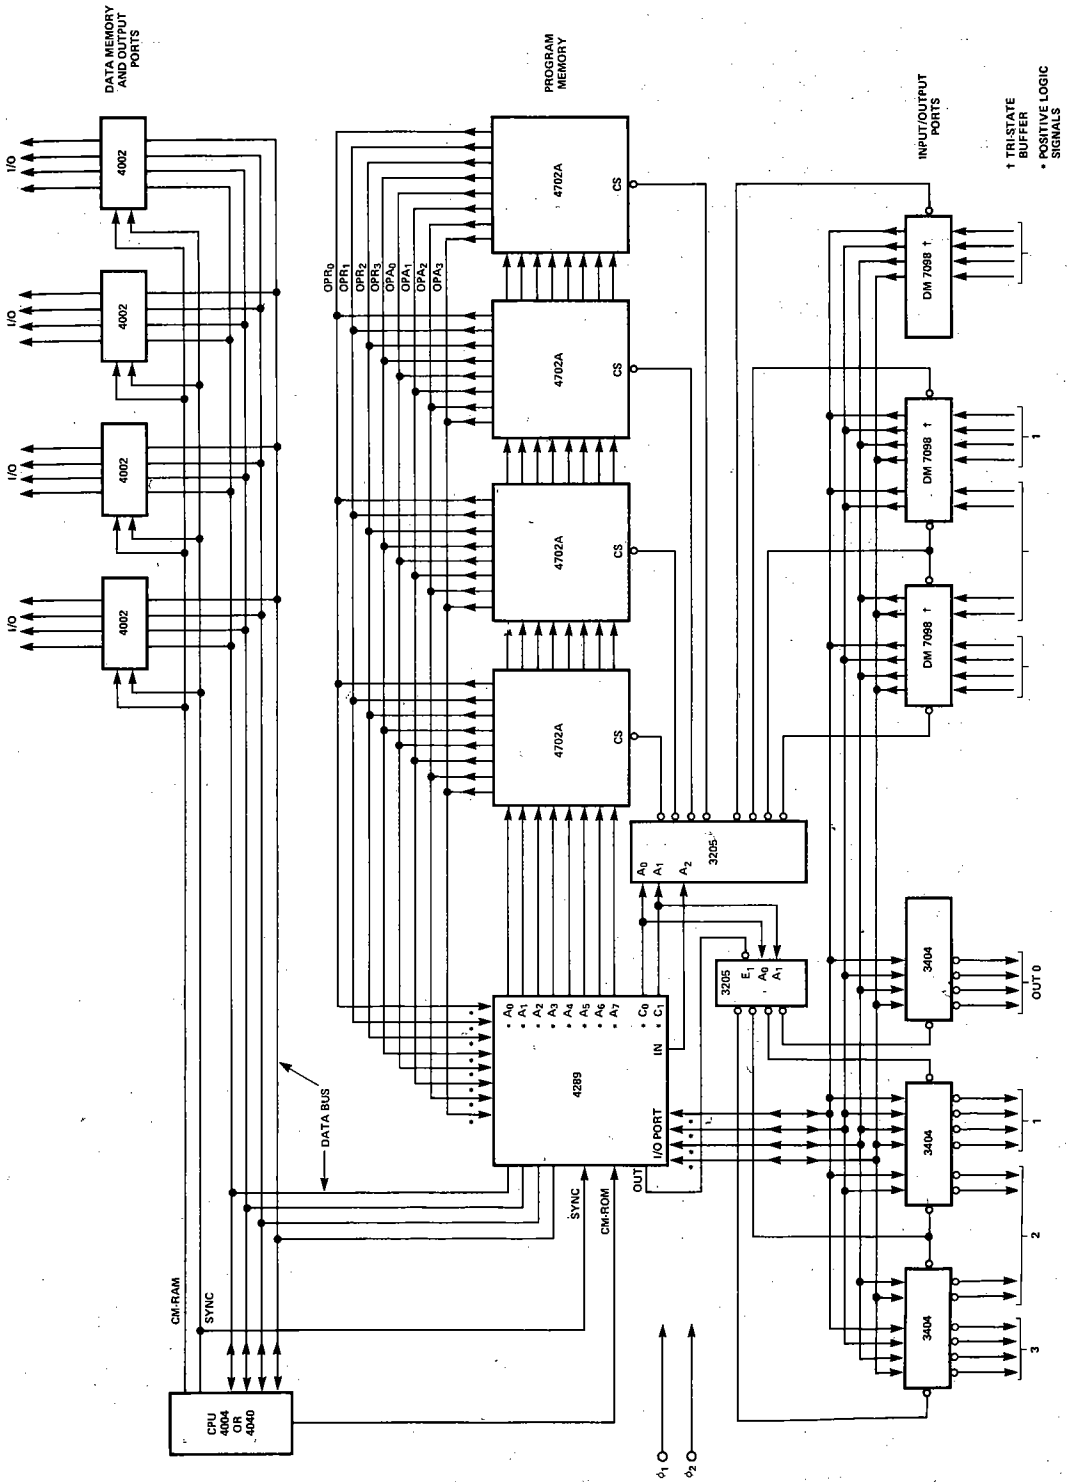 DATA MEMORY
AND OUTPUT
PORTS
I/O
I/O
I/O
I/O
4002
4002
4002
4002
CM-RAM
SYNC
CPU
4004
OR
4040
DATA BUS
PROGRAM
MEMORY
OPR0
OPR1
OPR2
OPR3
OPA0
OPA1
OPA2
OPA3
4702A
CS
4702A
CS
4702A
CS
4702A
CS
4289
* A0
* A1
* A2
* A3
* A4
* A5
* A6
* A7
* C0
* C1
IN
I/O PORT
OUT
SYNC
CM-ROM
3205
A0
A1
A2
3205
E1
A0
A1
ϕ1
ϕ2
INPUT/OUTPUT
PORTS
DM 7098 †
DM 7098 †
DM 7098 †
1
3404
3404
3404
OUT 0
1
2
3
† TRI-STATE
BUFFER
* POSITIVE LOGIC
SIGNALS